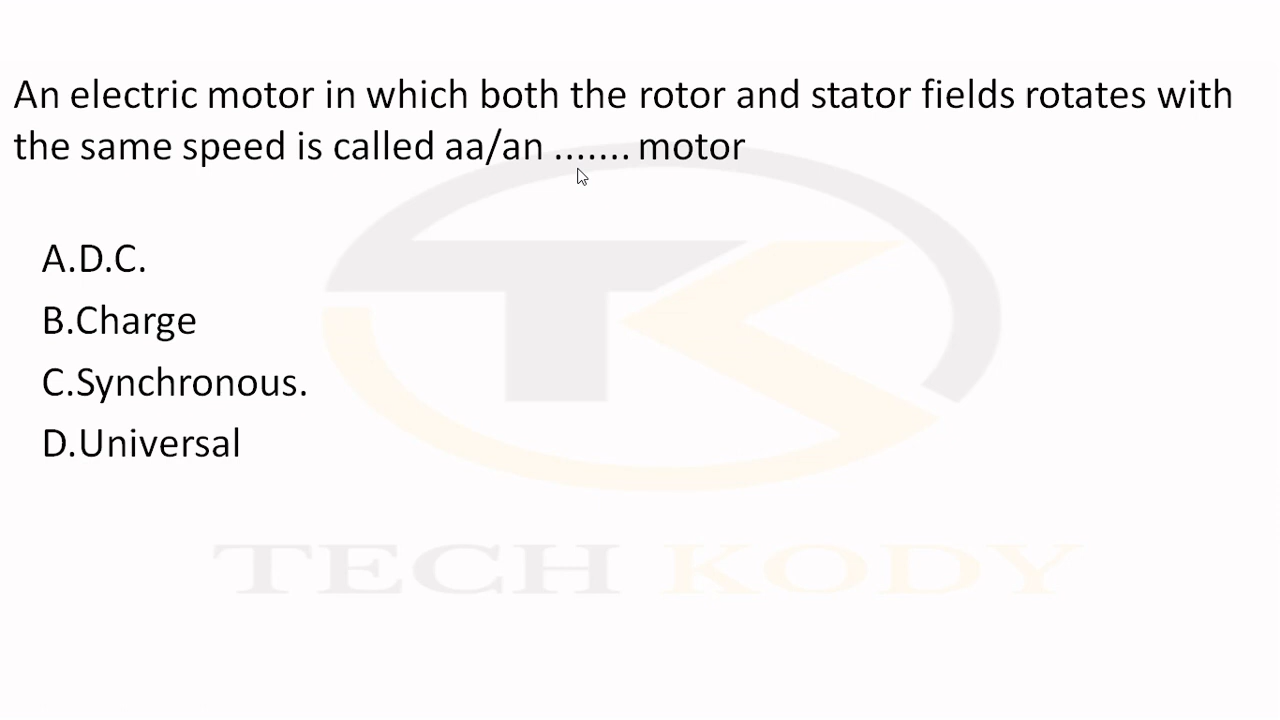 An electric motor in which both the rotor and stator fields rotates with
the same speed is called aa/an ....... motor
A.D.C.
B.Charge
C.Synchronous.
D.Universal
TECH KODY